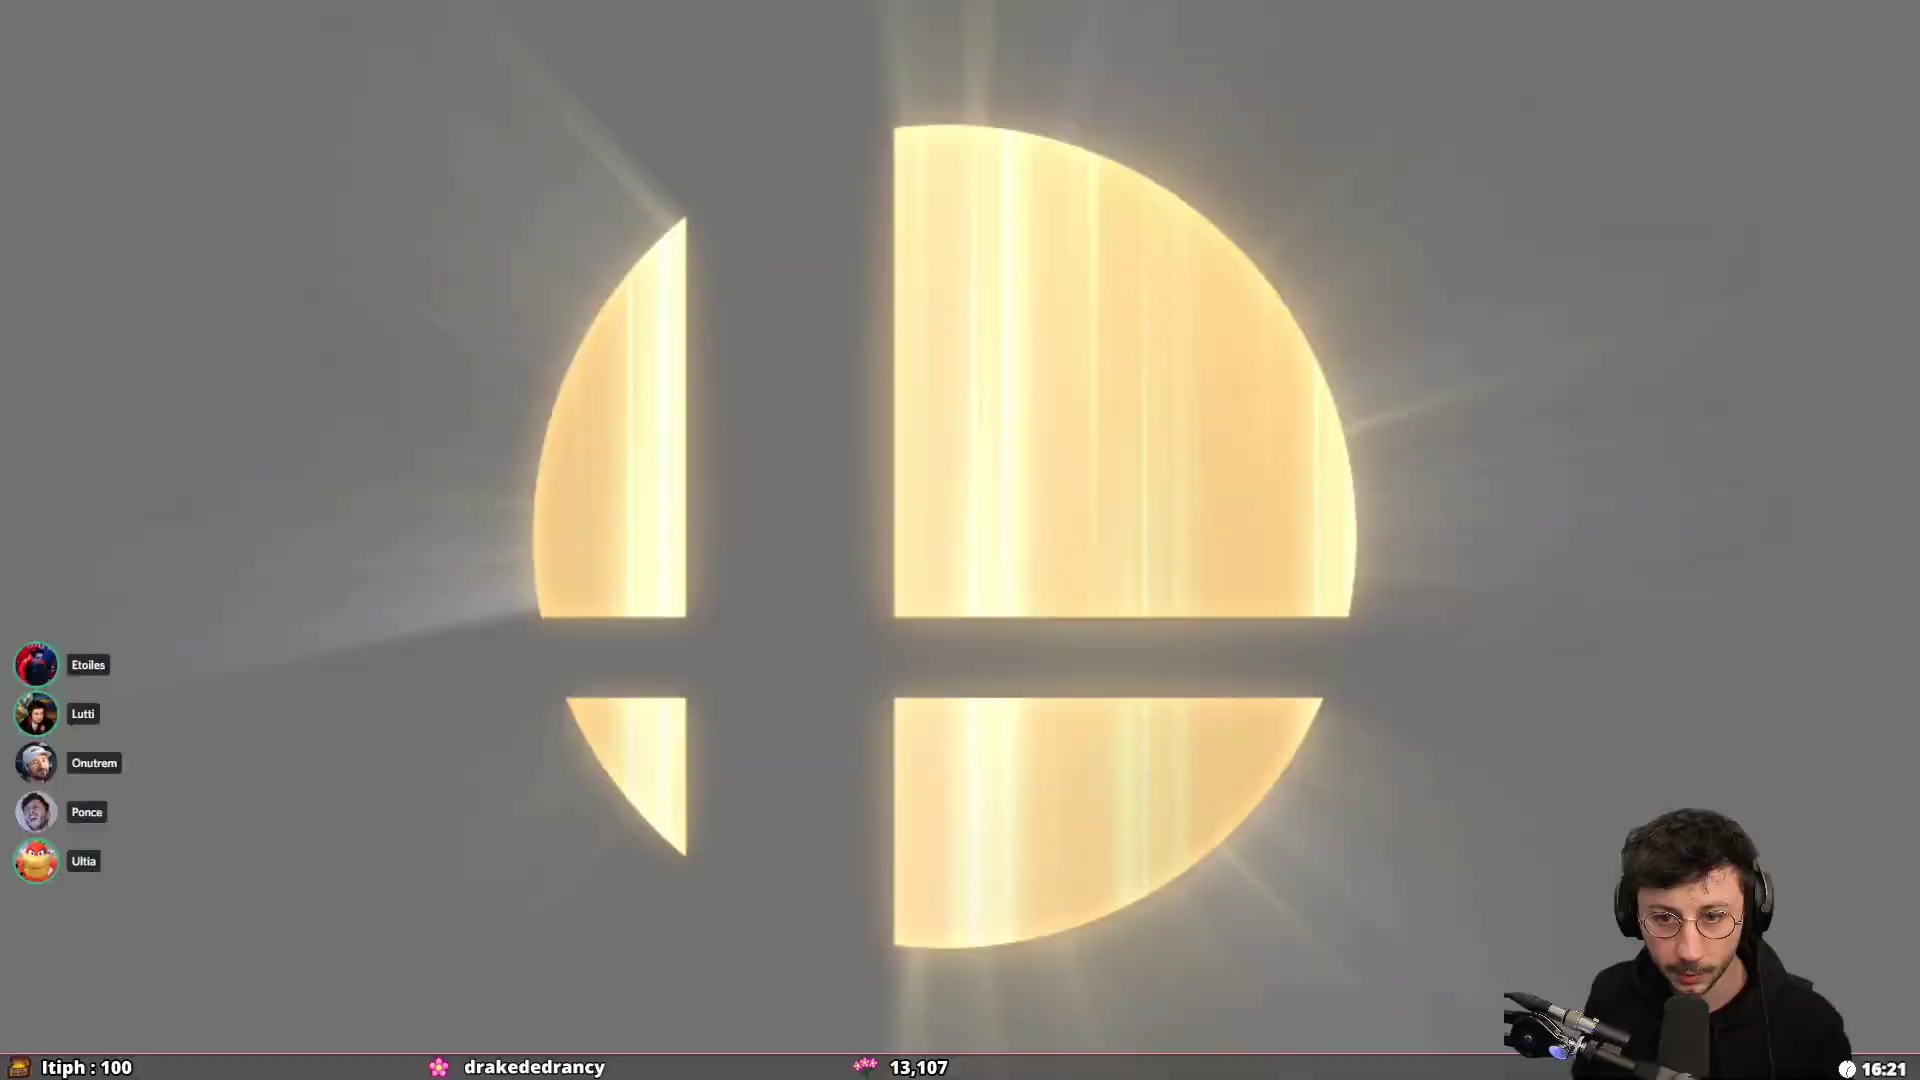 Etoiles
Lutti
Onutrem
Ponce
Ultia
Itiph : 100
drakededrancy
13,107
16:21